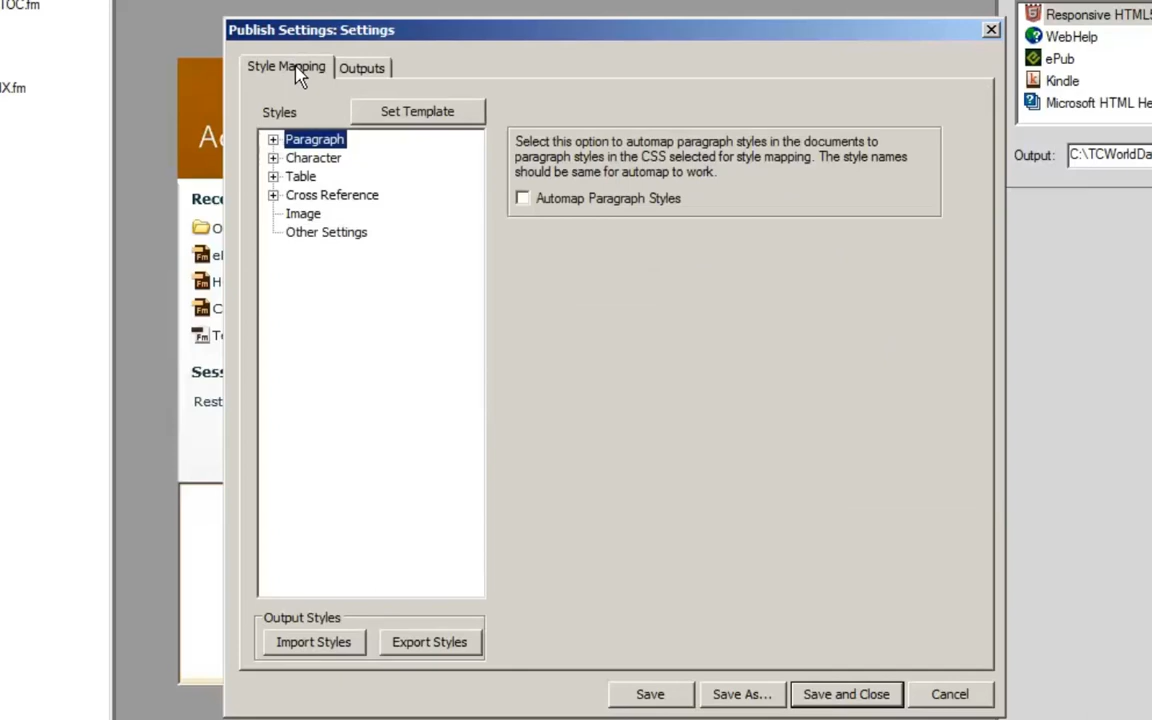 TOC.fm
IX.fm
Publish Settings: Settings
Style Mapping
Outputs
Styles
Set Template
Paragraph
Character
Table
Cross Reference
Image
Other Settings
Select this option to automap paragraph styles in the documents to
paragraph styles in the CSS selected for style mapping. The style names
should be same for automap to work.
Automap Paragraph Styles
Output Styles
Import Styles
Export Styles
Save
Save As...
Save and Close
Cancel
Rece
Sess
Rest
Responsive HTML5
WebHelp
ePub
Kindle
Microsoft HTML He
Output:
C:\TCWorldDa